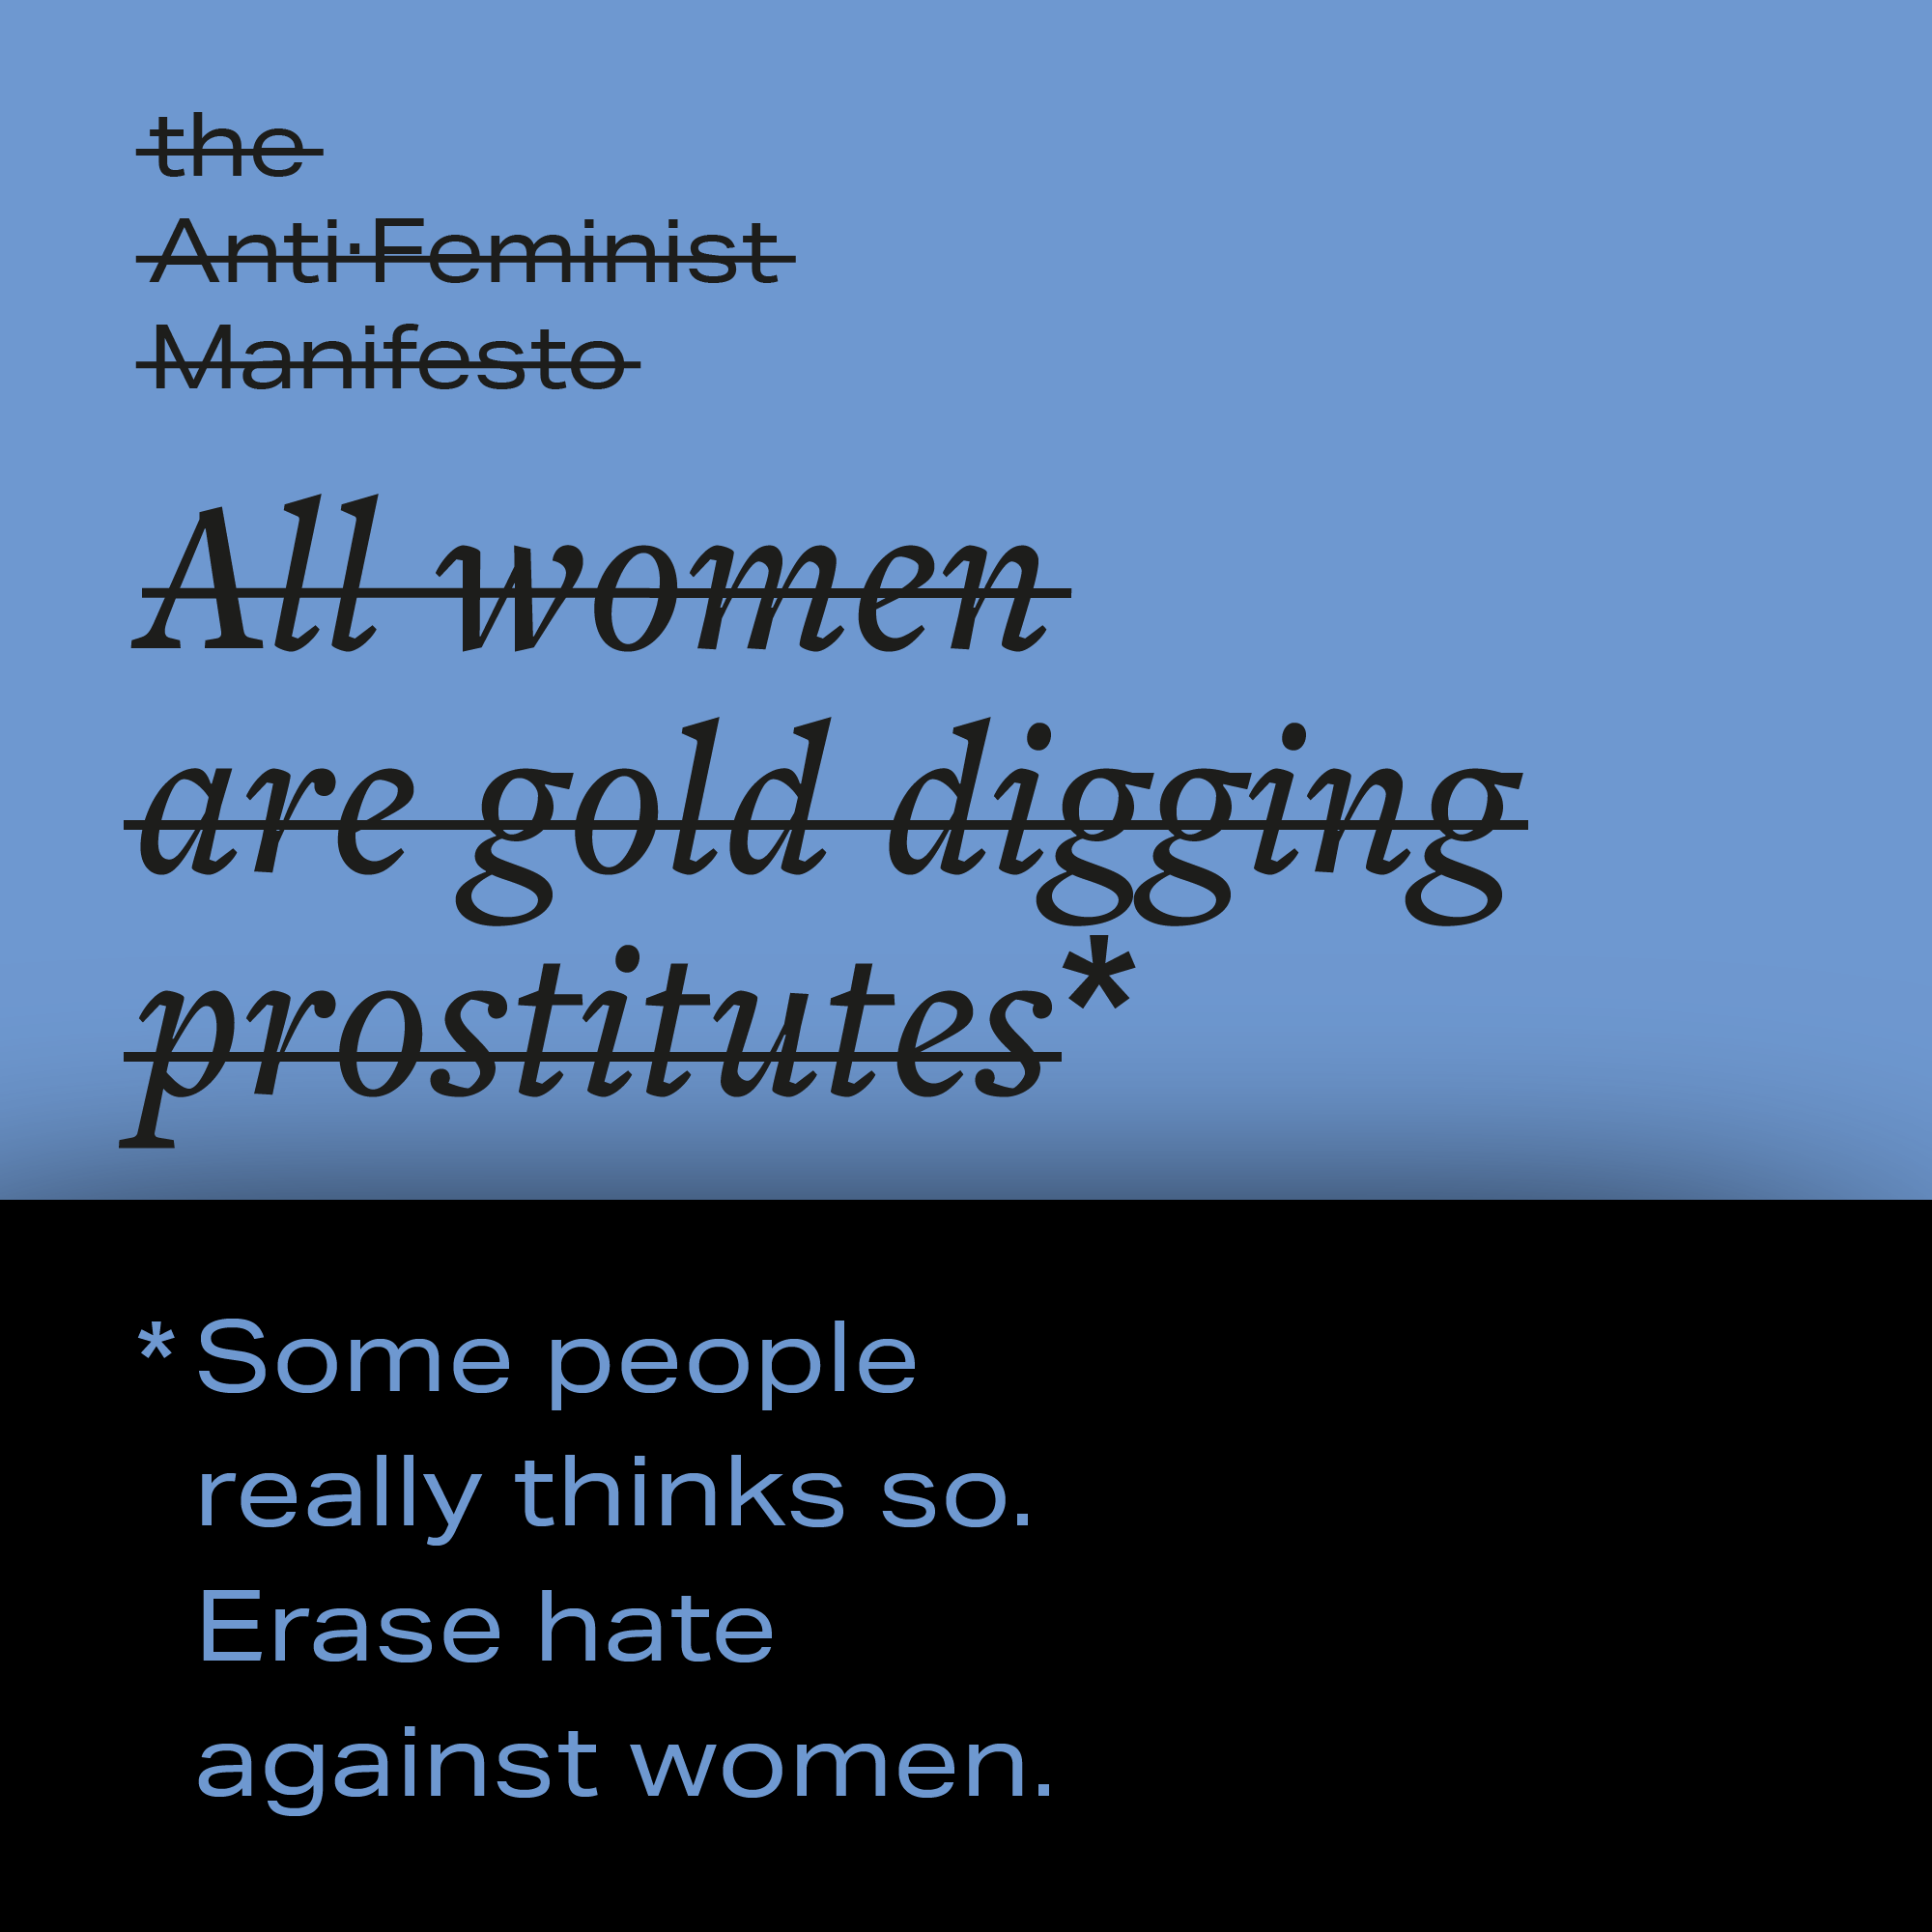 the
Anti·Feminist
Manifesto
All women
are gold digging
prostitutes*
*Some people
really thinks so.
Erase hate
against women.